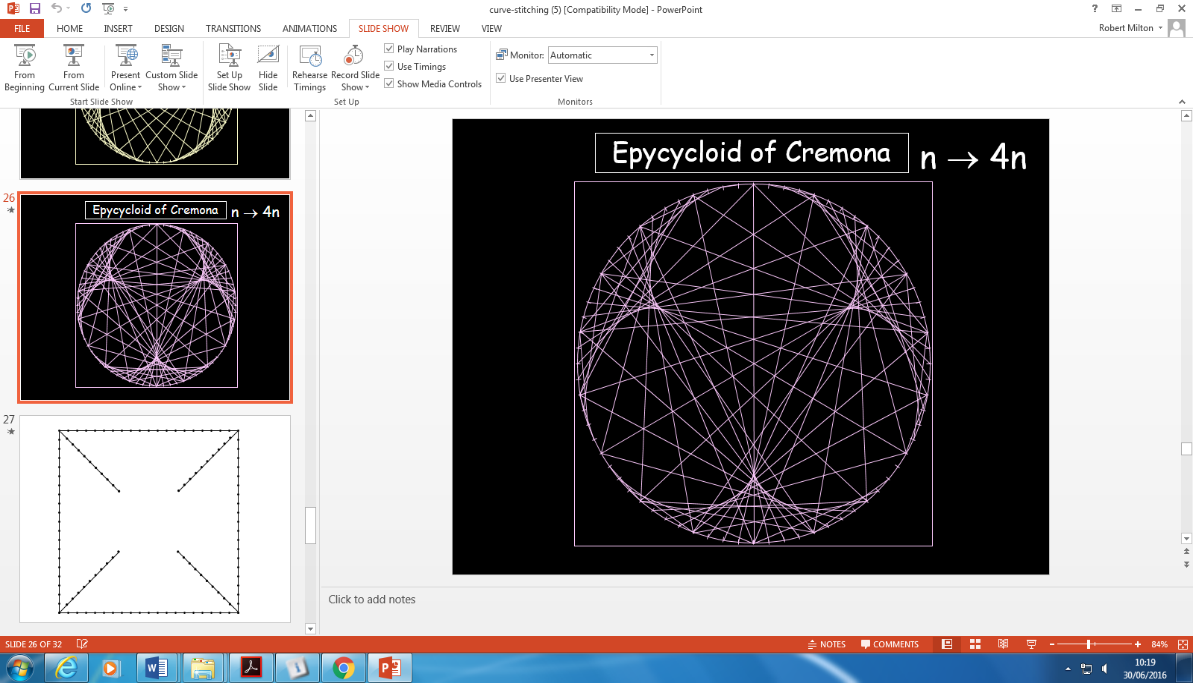 curve-stitching (5) [Compatibility Mode] - PowerPoint
FILE HOME INSERT DESIGN TRANSITIONS ANIMATIONS SLIDE SHOW REVIEW VIEW
Robert Milton
From Beginning
From Current Slide
Present Online
Custom Slide Show
Start Slide Show
Set Up Slide Show
Hide Slide
Rehearse Timings
Record Slide Show
Play Narrations
Use Timings
Show Media Controls
Set Up
Monitor: Automatic
Use Presenter View
Monitors
26
Epycycloid of Cremona n → 4n
27
Epycycloid of Cremona n → 4n
Click to add notes
SLIDE 26 OF 32
NOTES COMMENTS 84%
10:19
30/06/2016